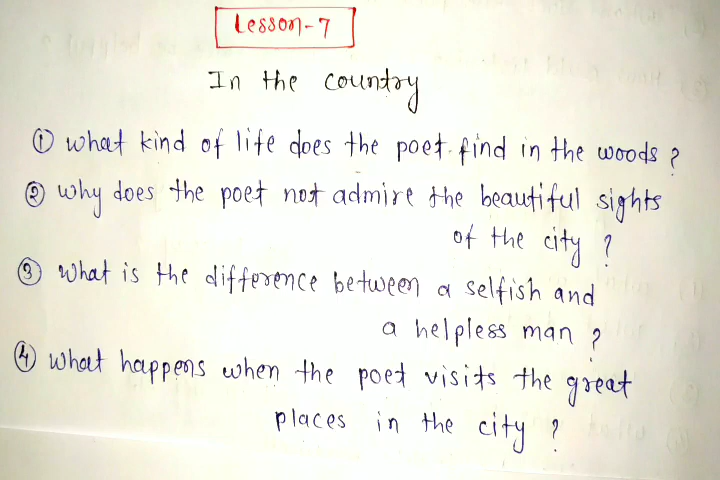 Lesson-7
In the country
① what kind of life does the poet find in the woods ?
② why does the poet not admire the beautiful sights
of the city ?
③ what is the difference between a selfish and
a helpless man ?
④ what happens when the poet visits the great
places in the city ?